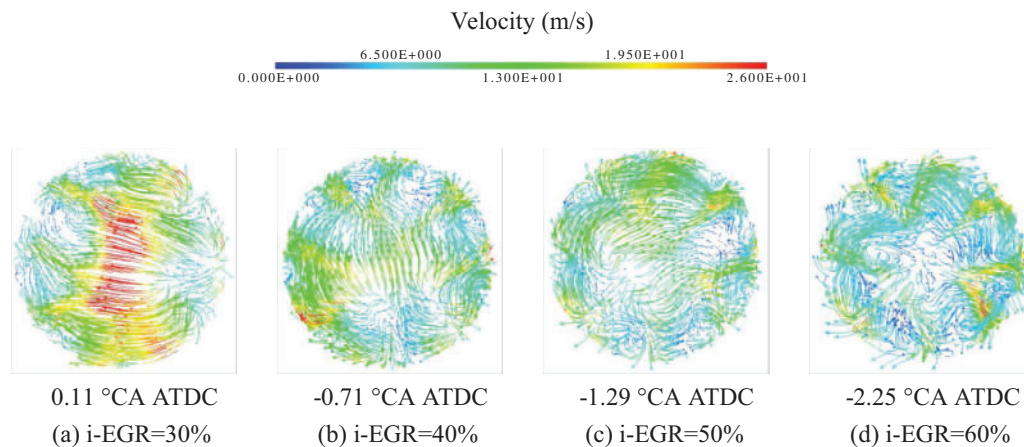 Velocity (m/s)
6.500E+000 1.950E+001
0.000E+000 1.300E+001 2.600E+001
0.11 °CA ATDC -0.71 °CA ATDC -1.29 °CA ATDC -2.25 °CA ATDC
(a) i-EGR=30% (b) i-EGR=40% (c) i-EGR=50% (d) i-EGR=60%